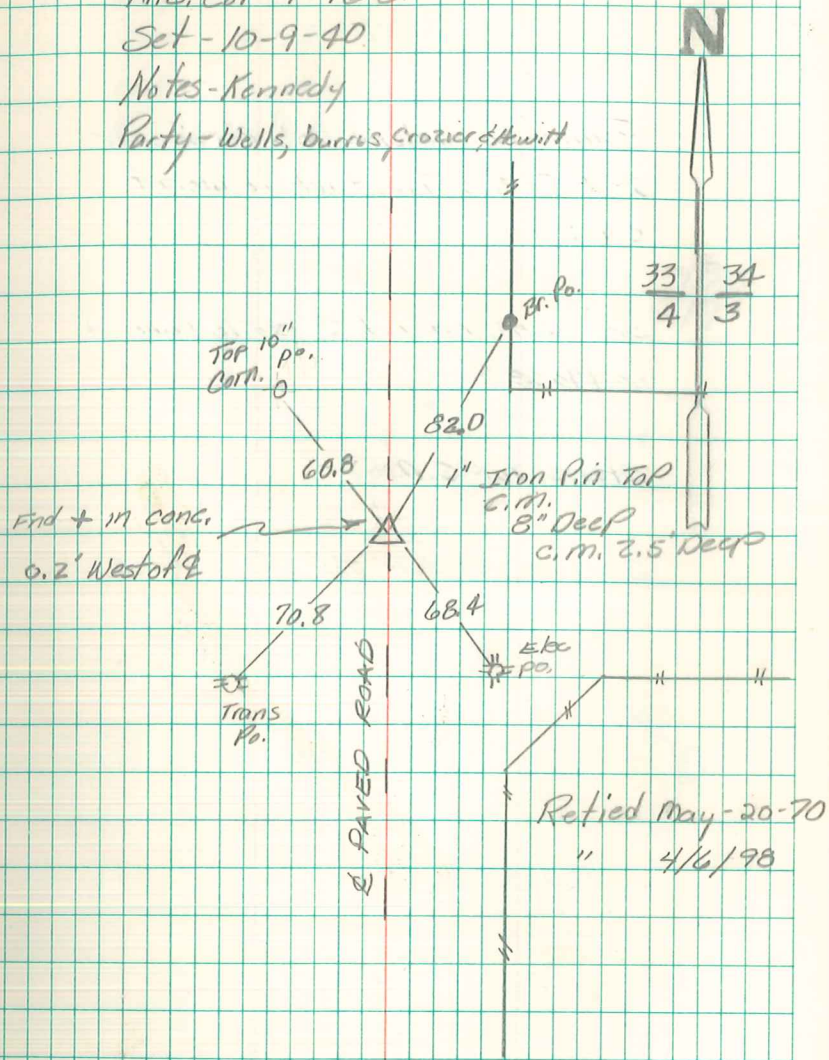 Set - 10-9-40
Notes - Kennedy
Party - Wells, burrus, crozier & Hewitt
N
33 34
4 3
Br. Po.
Top 10"
Corn. po.
82.0
60.8
1" Iron Pin Top
C.M.
8" Deep
C.M. 2.5' Deep
Fnd + in conc.
0.2' West of ℄
70.8
68.4
Elec
po.
Trans
Po.
℄ PAVED ROAD
Retied May-20-70
" 4/6/98